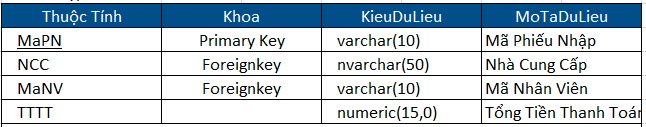 Thuộc Tính Khoa KieuDuLieu MoTaDuLieu
MaPN Primary Key varchar(10) Mã Phiếu Nhập
NCC Foreignkey nvarchar(50) Nhà Cung Cấp
MaNV Foreignkey varchar(10) Mã Nhân Viên
TTTT numeric(15,0) Tổng Tiền Thanh Toán